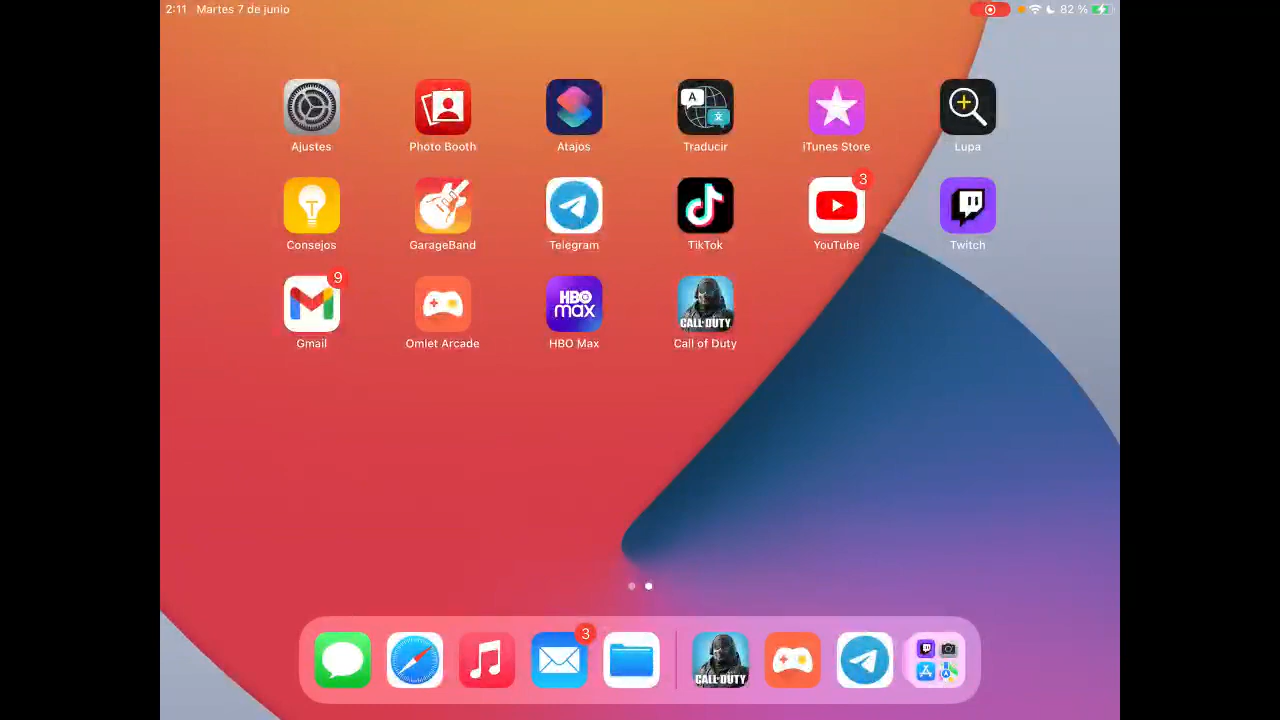 2:11 Martes 7 de junio 82 %
Ajustes Photo Booth Atajos Traducir iTunes Store Lupa
3
Consejos GarageBand Telegram TikTok YouTube Twitch
9
HBO
max
CALL OF DUTY
Gmail Omlet Arcade HBO Max Call of Duty
3
CALL OF DUTY